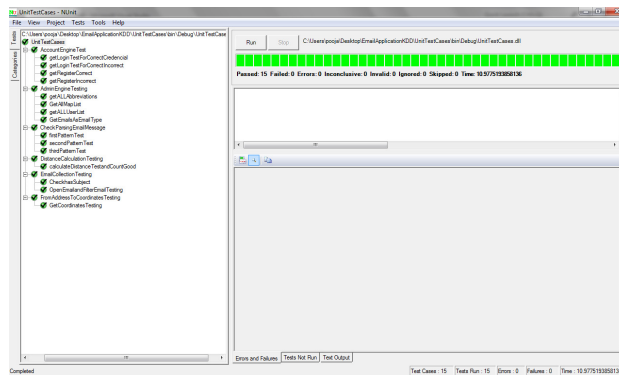 UnitTestCases - NUnit
File View Project Tests Tools Help
Tests
Categories
C:\Users\pooja\Desktop\EmailApplicationKDD\UnitTestCases\bin\Debug\UnitTestCase
UnitTestCases
AccountEngineTest
getLoginTestForCorrectCredencial
getLoginTestForCorrectIncorrect
getRegisterCorrect
getRegisterIncorrect
AdminEngineTesting
getALLAbbreviations
GetAllMapList
getALLUserList
GetEmailsAsEmailType
CheckParsingEmailMessage
firstPatternTest
secondPatternTest
thirdPatternTest
DistanceCalculationTesting
calculateDistanceTestandCountGood
EmailCollectionTesting
CheckhasSubject
OpenEmailandFilterEmailTesting
FromAddressToCoordinatesTesting
GetCoordinatesTesting
Run Stop C:\Users\pooja\Desktop\EmailApplicationKDD\UnitTestCases\bin\Debug\UnitTestCases.dll
Passed: 15 Failed: 0 Errors: 0 Inconclusive: 0 Invalid: 0 Ignored: 0 Skipped: 0 Time: 10.9775193858136
Errors and Failures Tests Not Run Text Output
Completed Test Cases : 15 Tests Run : 15 Errors : 0 Failures : 0 Time : 10.977519385813